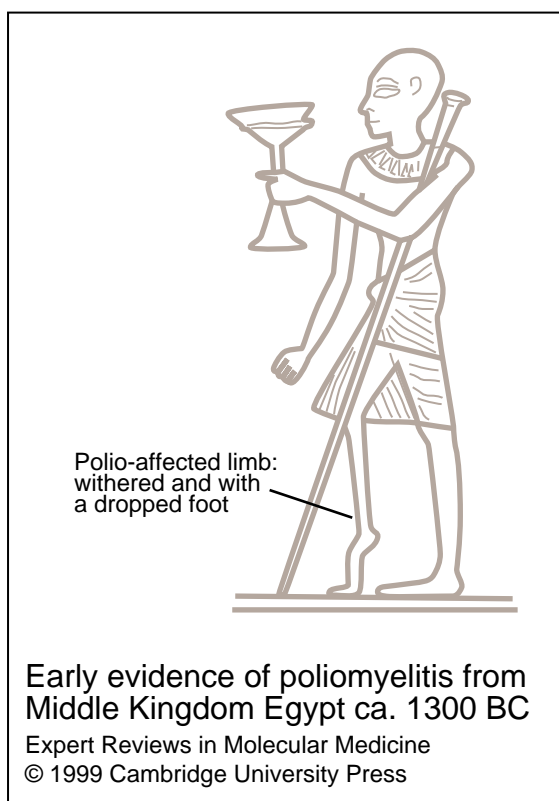 Polio-affected limb:
withered and with
a dropped foot
Early evidence of poliomyelitis from
Middle Kingdom Egypt ca. 1300 BC
Expert Reviews in Molecular Medicine
© 1999 Cambridge University Press